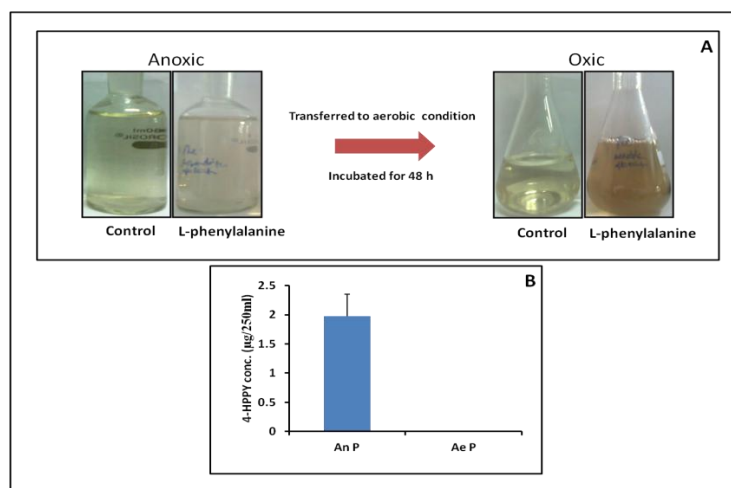 A
Anoxic
Oxic
Transferred to aerobic condition
Incubated for 48 h
Control
L-phenylalanine
Control
L-phenylalanine
B
4-HPPY conc. (µg/250ml)
2.5
2
1.5
1
0.5
0
An P
Ae P